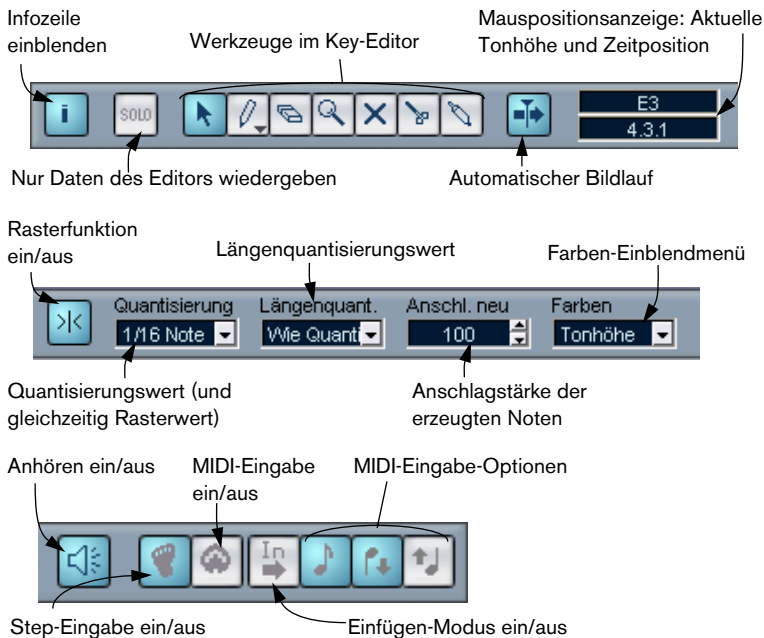 Infozeile
einblenden
Werkzeuge im Key-Editor
Mauspositionsanzeige: Aktuelle
Tonhöhe und Zeitposition
i
SOLO
E3
4.3.1
Nur Daten des Editors wiedergeben
Automatischer Bildlauf
Rasterfunktion
ein/aus
Längenquantisierungswert
Farben-Einblendmenü
Quantisierung
Längenquant.
Anschl. neu
Farben
1/16 Note
Wie Quanti
100
Tonhöhe
Quantisierungswert (und
gleichzeitig Rasterwert)
Anschlagstärke der
erzeugten Noten
Anhören ein/aus
MIDI-Eingabe
ein/aus
MIDI-Eingabe-Optionen
In
Step-Eingabe ein/aus
Einfügen-Modus ein/aus